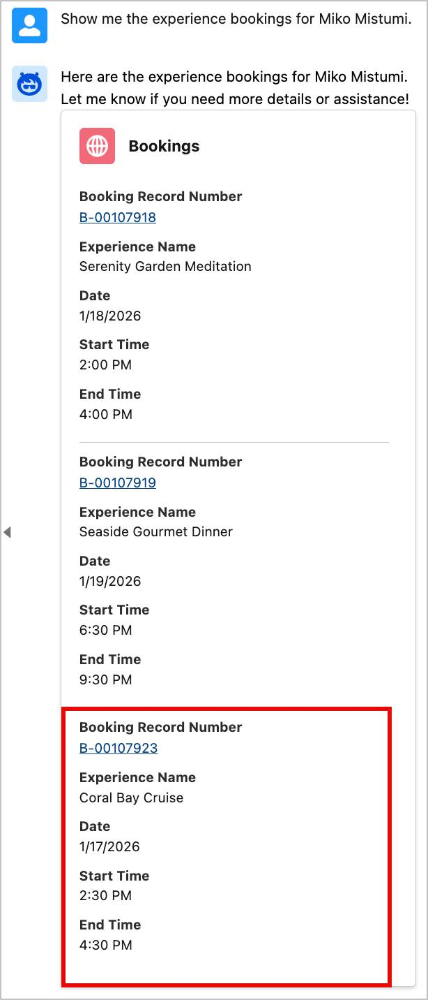 Show me the experience bookings for Miko Mistumi.
Here are the experience bookings for Miko Mistumi.
Let me know if you need more details or assistance!
Bookings
Booking Record Number
B-00107918
Experience Name
Serenity Garden Meditation
Date
1/18/2026
Start Time
2:00 PM
End Time
4:00 PM
Booking Record Number
B-00107919
Experience Name
Seaside Gourmet Dinner
Date
1/19/2026
Start Time
6:30 PM
End Time
9:30 PM
Booking Record Number
B-00107923
Experience Name
Coral Bay Cruise
Date
1/17/2026
Start Time
2:30 PM
End Time
4:30 PM